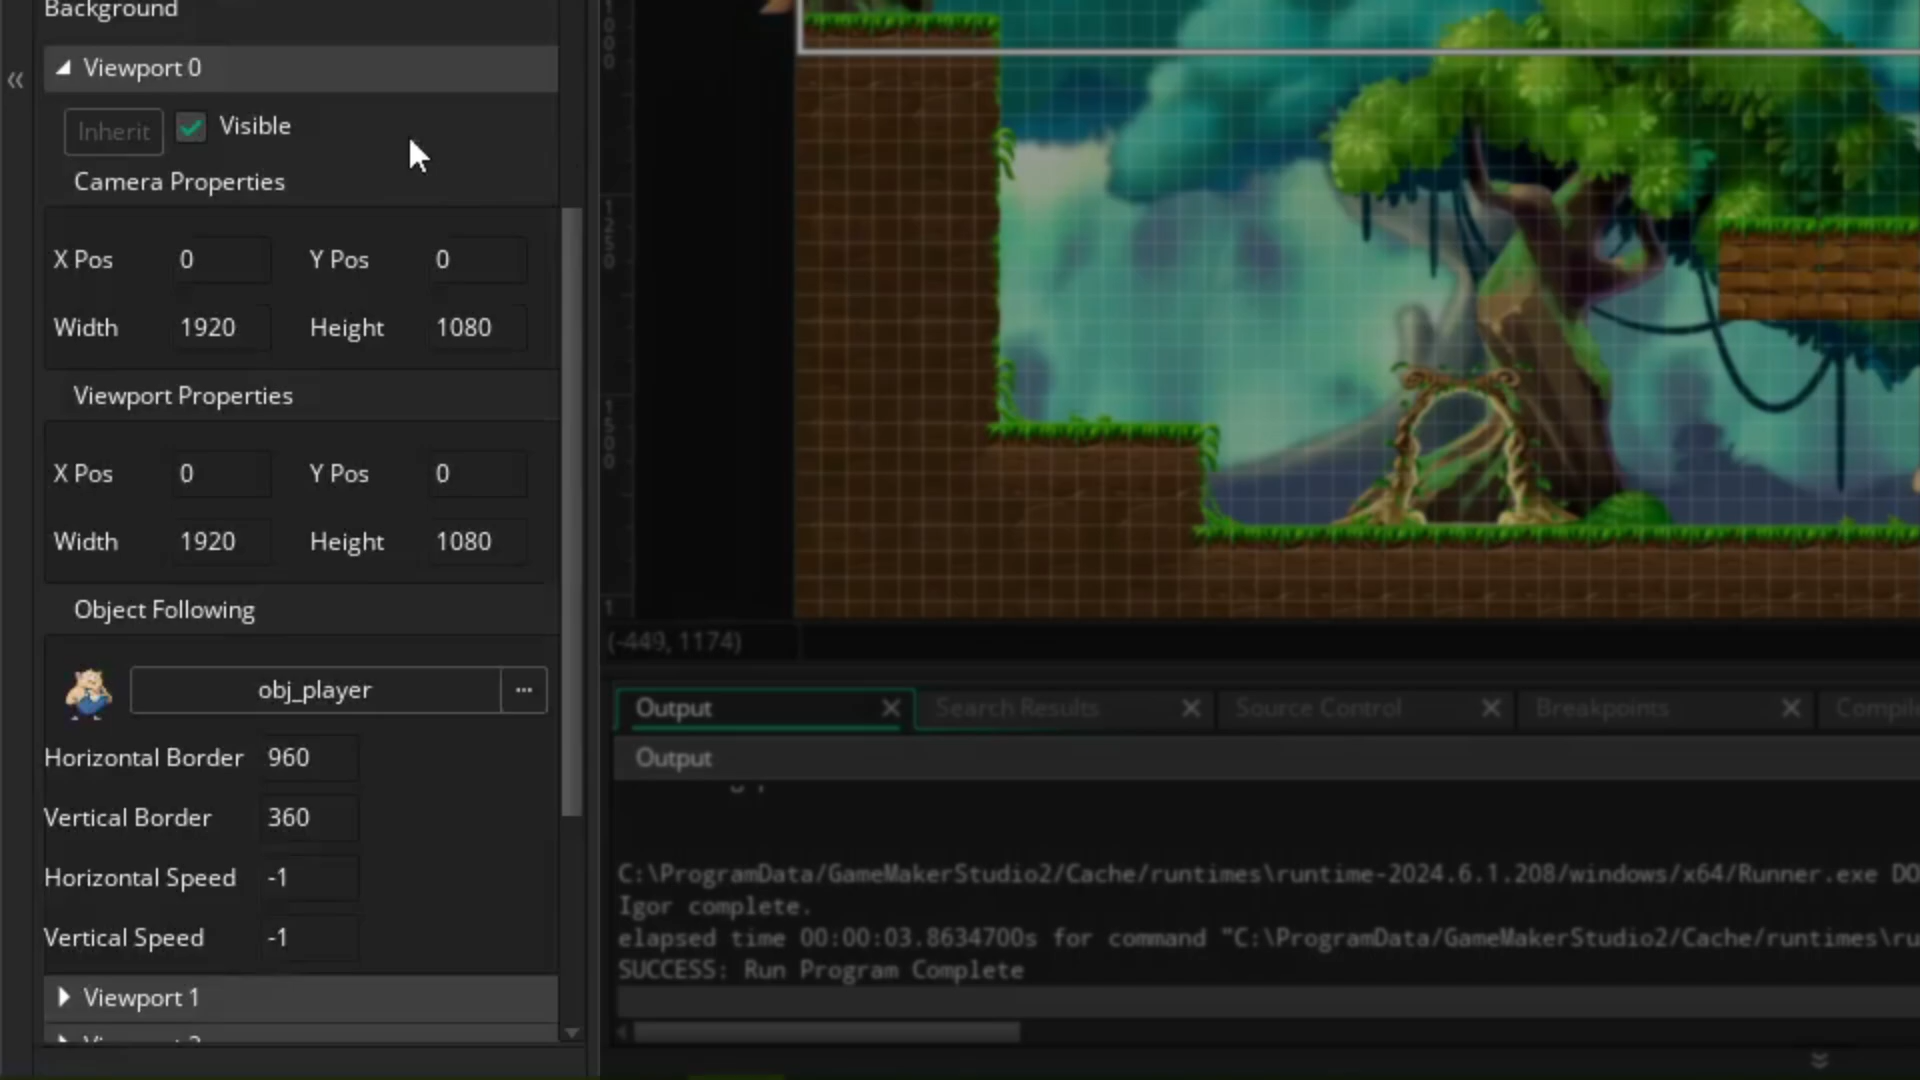 Background
Viewport 0
Inherit
Visible
Camera Properties
X Pos 0 Y Pos 0
Width 1920 Height 1080
Viewport Properties
X Pos 0 Y Pos 0
Width 1920 Height 1080
Object Following
obj_player ...
Horizontal Border 960
Vertical Border 360
Horizontal Speed -1
Vertical Speed -1
Viewport 1
1250
1500
(-449, 1174)
Output
Search Results
Source Control
Breakpoints
Output
C:\ProgramData/GameMakerStudio2/Cache/runtimes\runtime-2024.6.1.208/windows/x64/Runner.exe DO
Igor complete.
elapsed time 00:00:03.8634700s for command "C:\ProgramData/GameMakerStudio2/Cache/runtimes\ru
SUCCESS: Run Program Complete